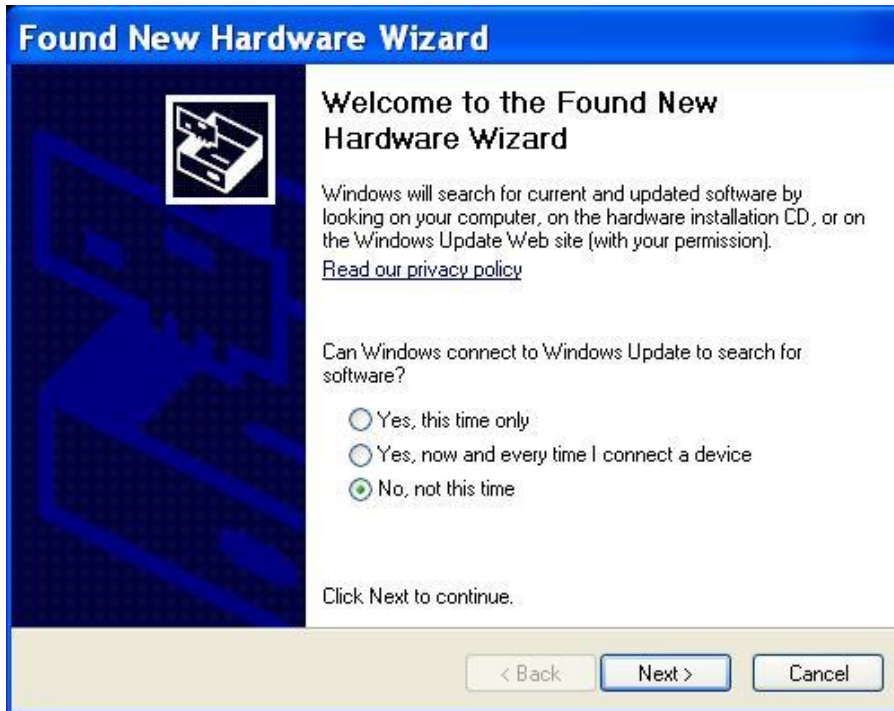 Found New Hardware Wizard
Welcome to the Found New
Hardware Wizard
Windows will search for current and updated software by
looking on your computer, on the hardware installation CD, or on
the Windows Update Web site (with your permission).
Read our privacy policy
Can Windows connect to Windows Update to search for
software?
Yes, this time only
Yes, now and every time I connect a device
No, not this time
Click Next to continue.
< Back Next > Cancel